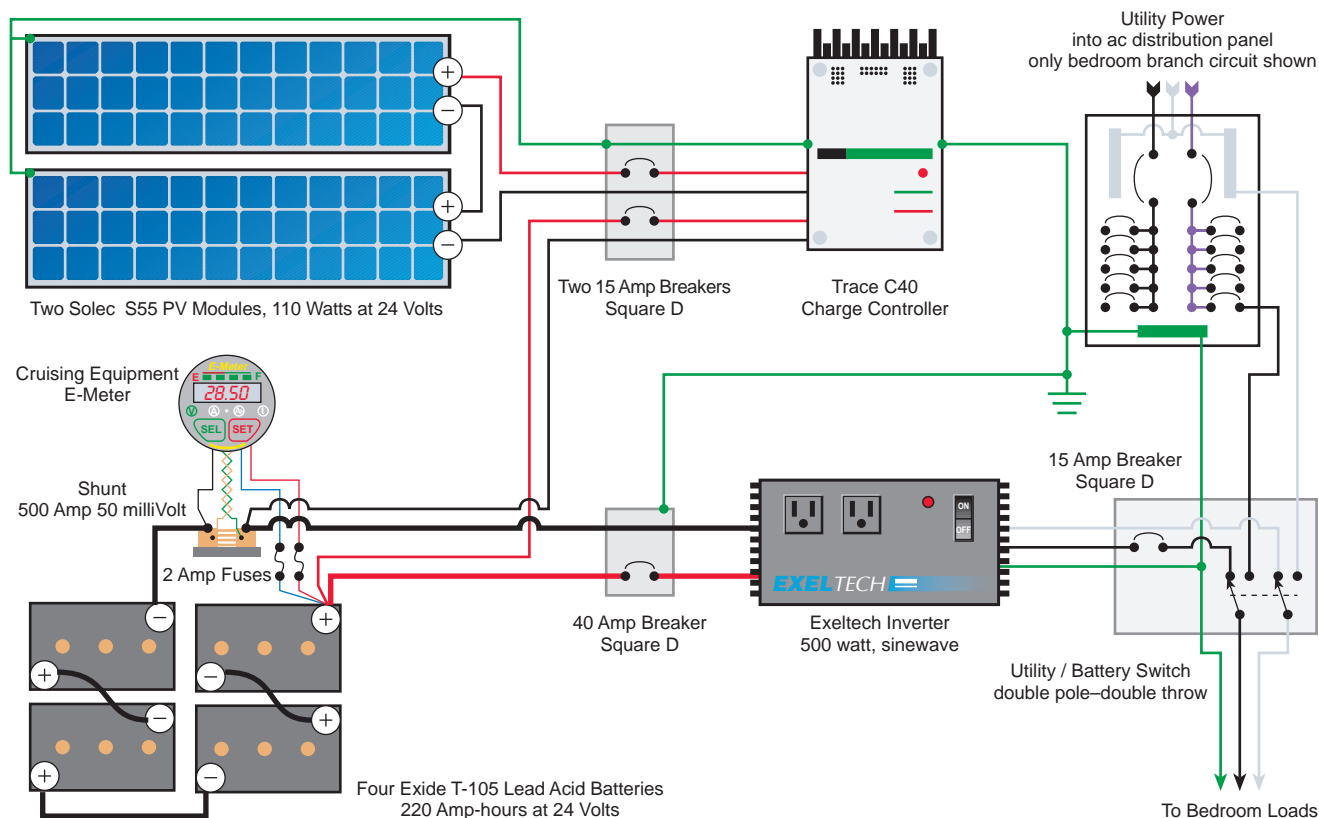 Utility Power
into ac distribution panel
only bedroom branch circuit shown
+
−
+
−
Two Solec S55 PV Modules, 110 Watts at 24 Volts
Two 15 Amp Breakers
Square D
Trace C40
Charge Controller
Cruising Equipment
E-Meter
E-Meter
E F
28.50
V A Ah t
SEL SET
Shunt
500 Amp 50 milliVolt
2 Amp Fuses
15 Amp Breaker
Square D
ON
OFF
EXELTECH
40 Amp Breaker
Square D
Exeltech Inverter
500 watt, sinewave
Utility / Battery Switch
double pole–double throw
−
+
+
−
−
+
+
−
Four Exide T-105 Lead Acid Batteries
220 Amp-hours at 24 Volts
To Bedroom Loads